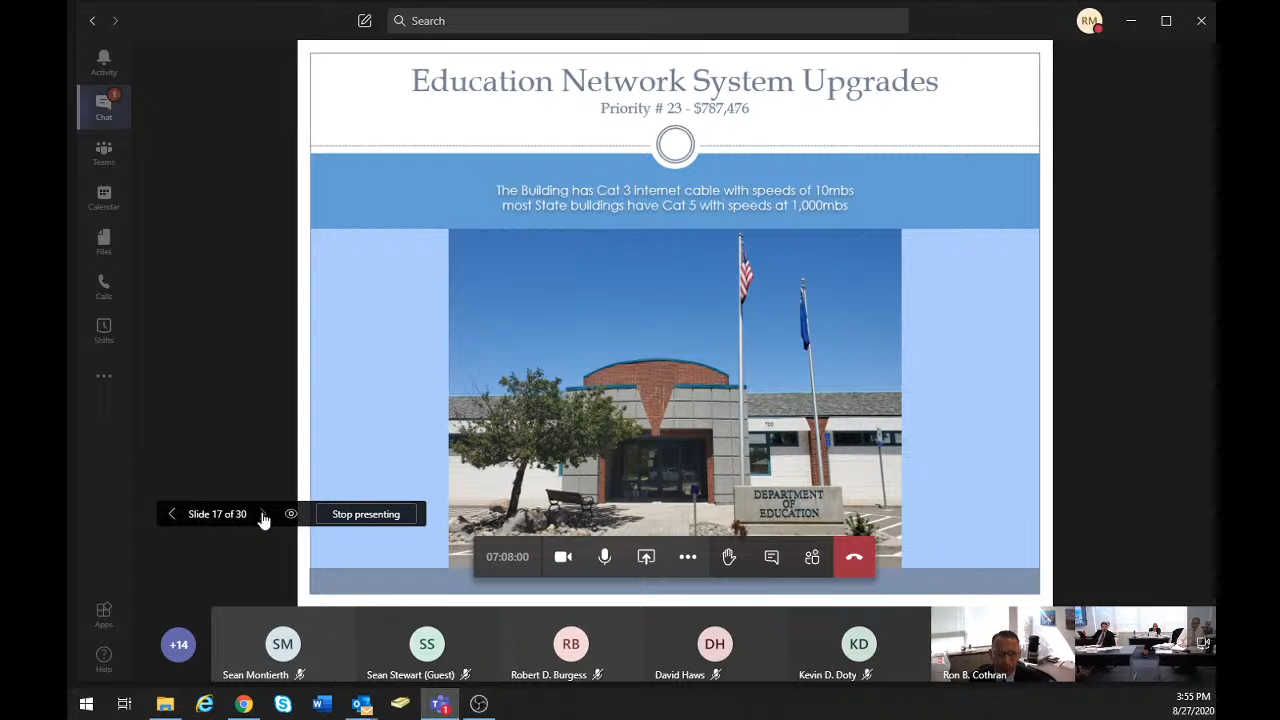 Search
RM
Activity
1
Chat
Teams
Calendar
Files
Calls
Shifts
Apps
Help
Education Network System Upgrades
Priority # 23 - $787,476
The Building has Cat 3 internet cable with speeds of 10mbs
most State buildings have Cat 5 with speeds at 1,000mbs
700
DEPARTMENT
OF
EDUCATION
Slide 17 of 30
Stop presenting
07:08:00
+14
SM
Sean Montierth
SS
Sean Stewart (Guest)
RB
Robert D. Burgess
DH
David Haws
KD
Kevin D. Doty
Ron B. Cothran
3:55 PM
8/27/2020